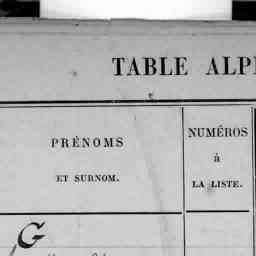 TABLE ALP
PRÉNOMS
ET SURNOM.
NUMÉROS
à
LA LISTE.
G